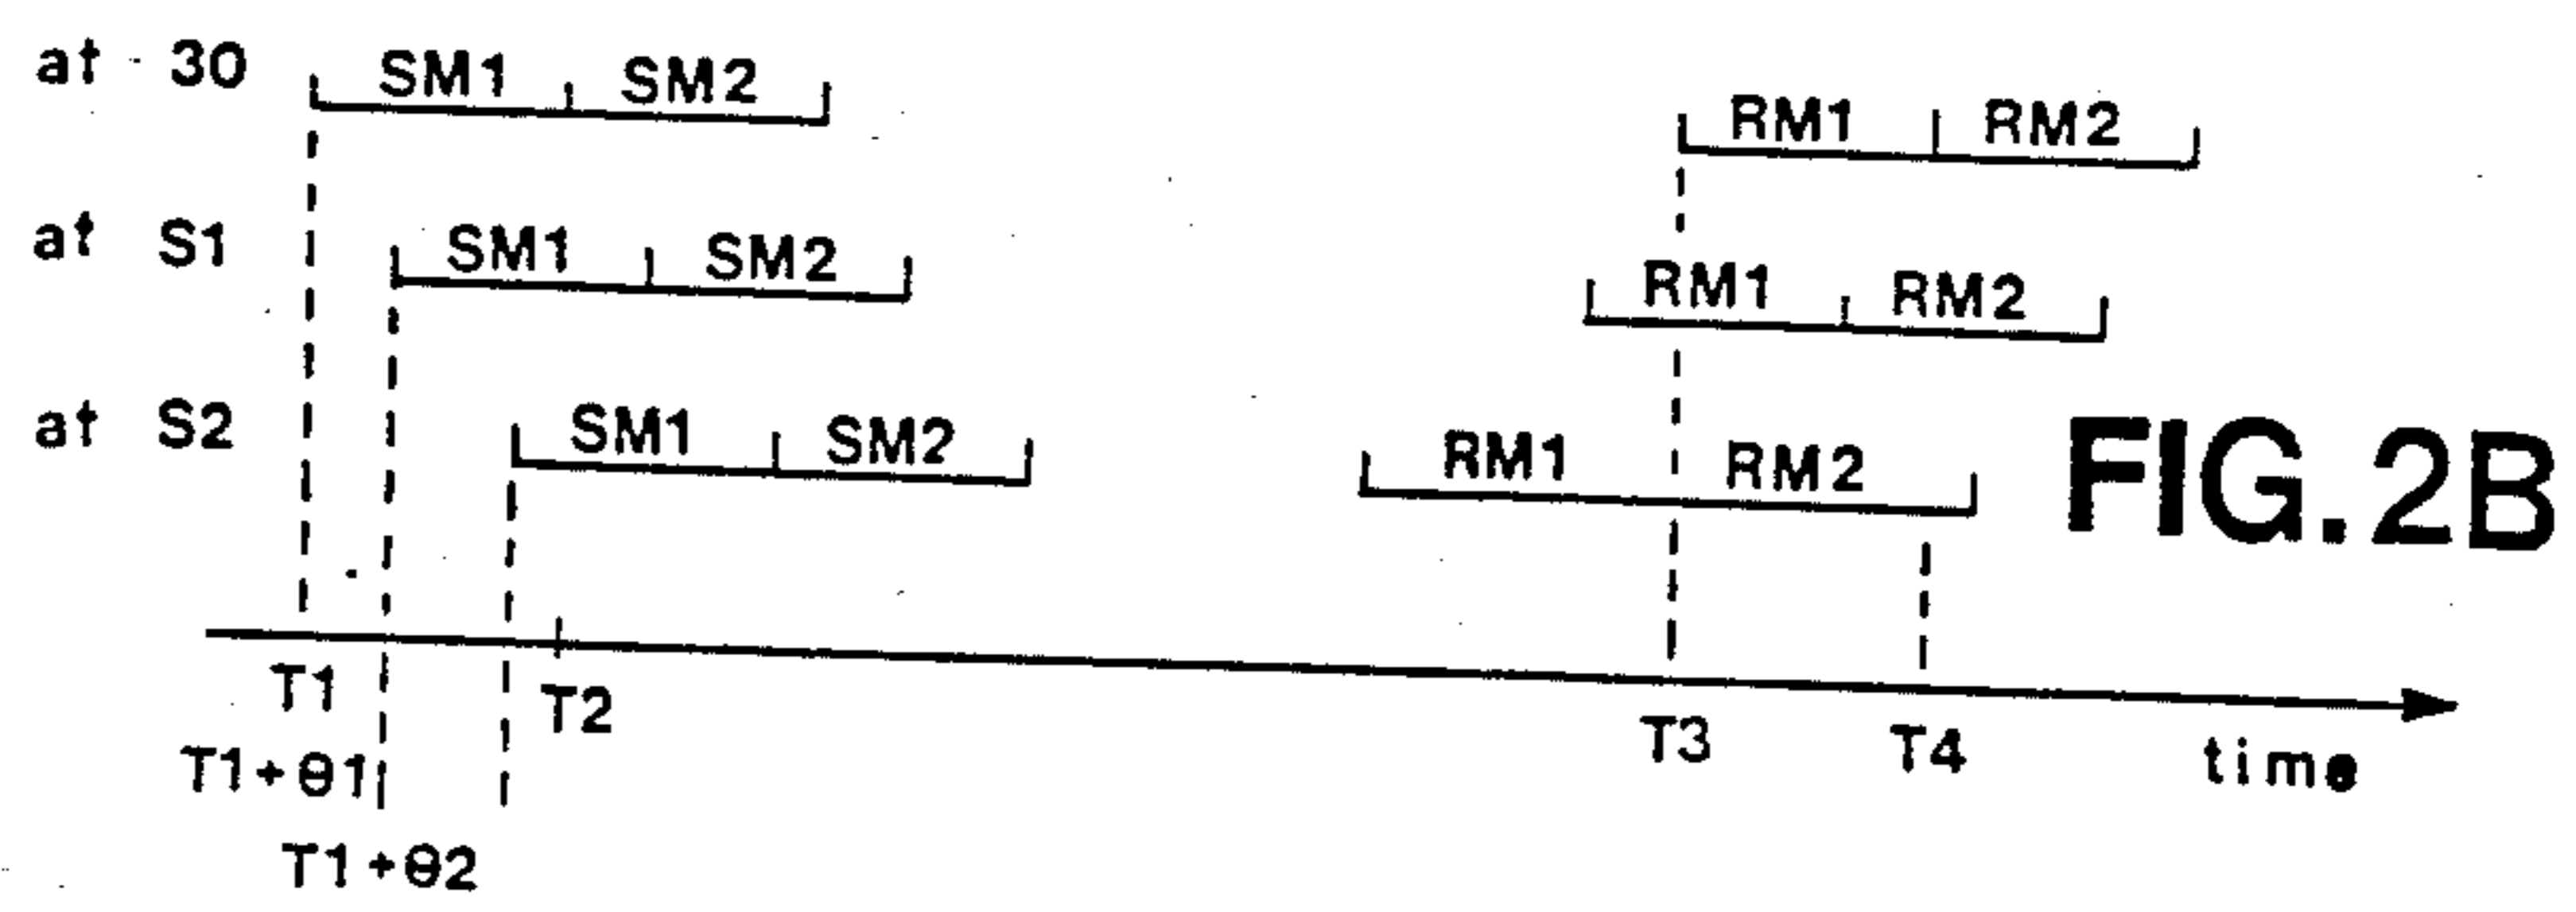 at 30 SM1 SM2 RM1 RM2
at S1 SM1 SM2 RM1 RM2
at S2 SM1 SM2 RM1 RM2
FIG.2B
T1 T2 T3 T4 time
T1+θ1
T1+θ2